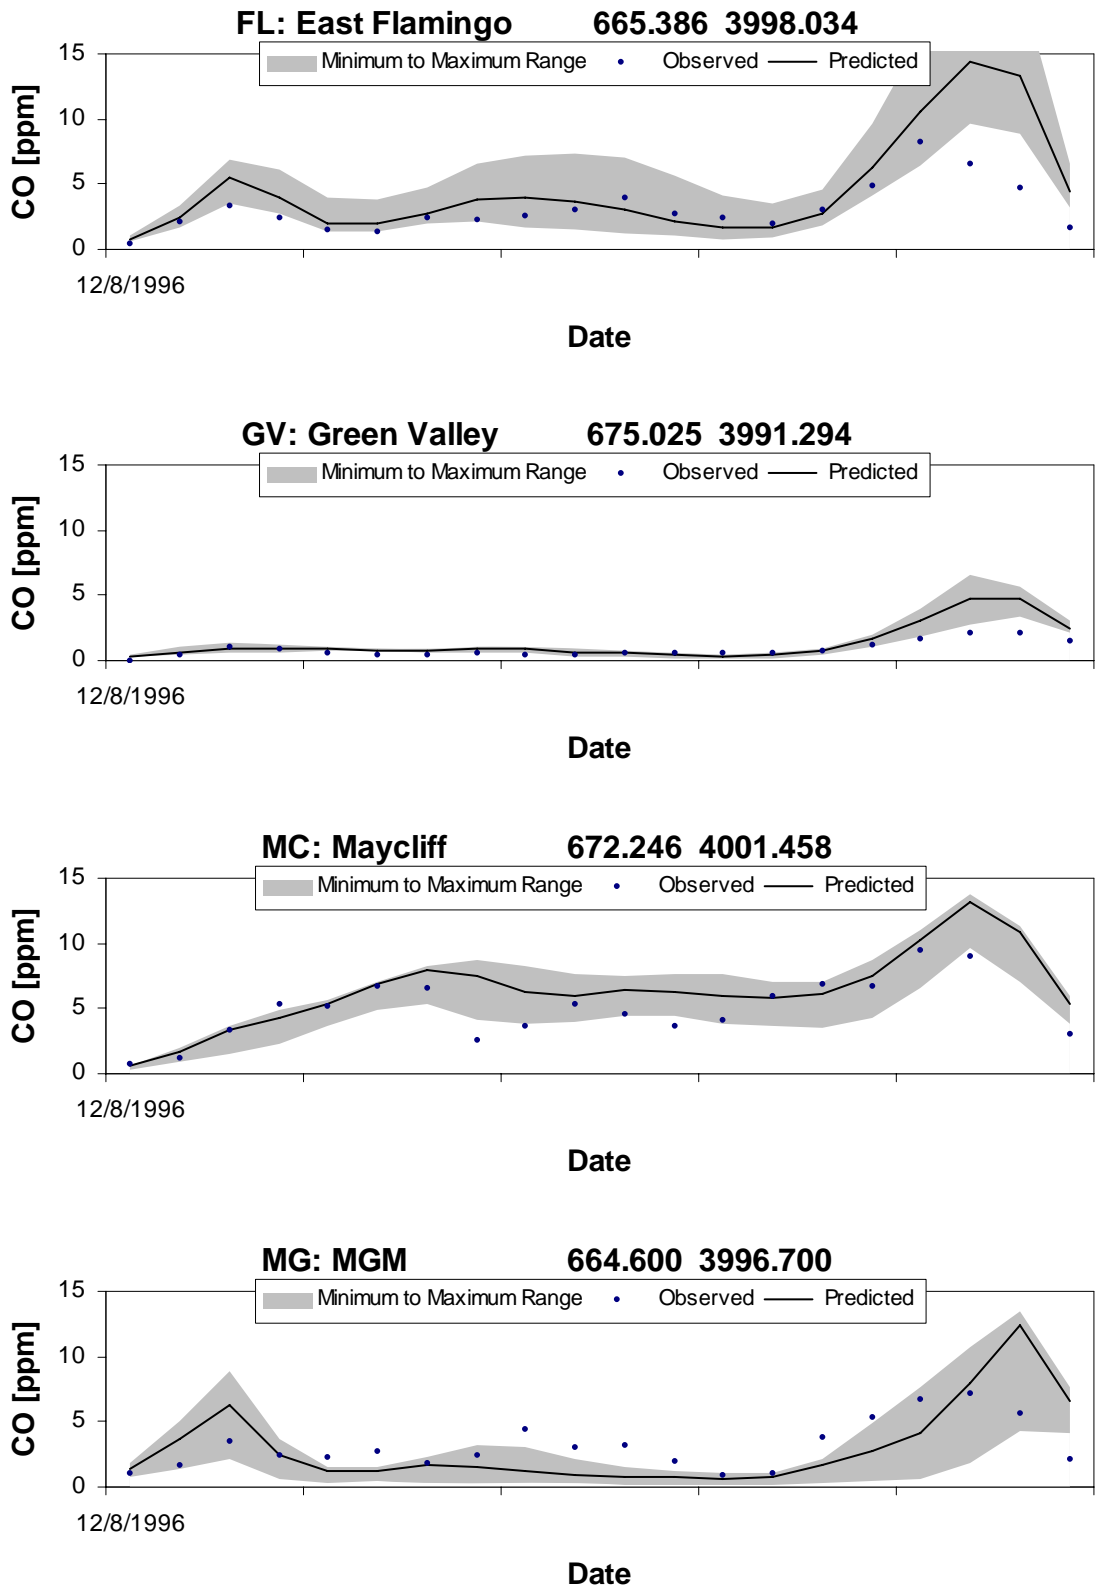 FL: East Flamingo 665.386 3998.034
Minimum to Maximum Range Observed Predicted
15
10
5
0
CO [ppm]
12/8/1996
Date
GV: Green Valley 675.025 3991.294
Minimum to Maximum Range Observed Predicted
15
10
5
0
CO [ppm]
12/8/1996
Date
MC: Maycliff 672.246 4001.458
Minimum to Maximum Range Observed Predicted
15
10
5
0
CO [ppm]
12/8/1996
Date
MG: MGM 664.600 3996.700
Minimum to Maximum Range Observed Predicted
15
10
5
0
CO [ppm]
12/8/1996
Date